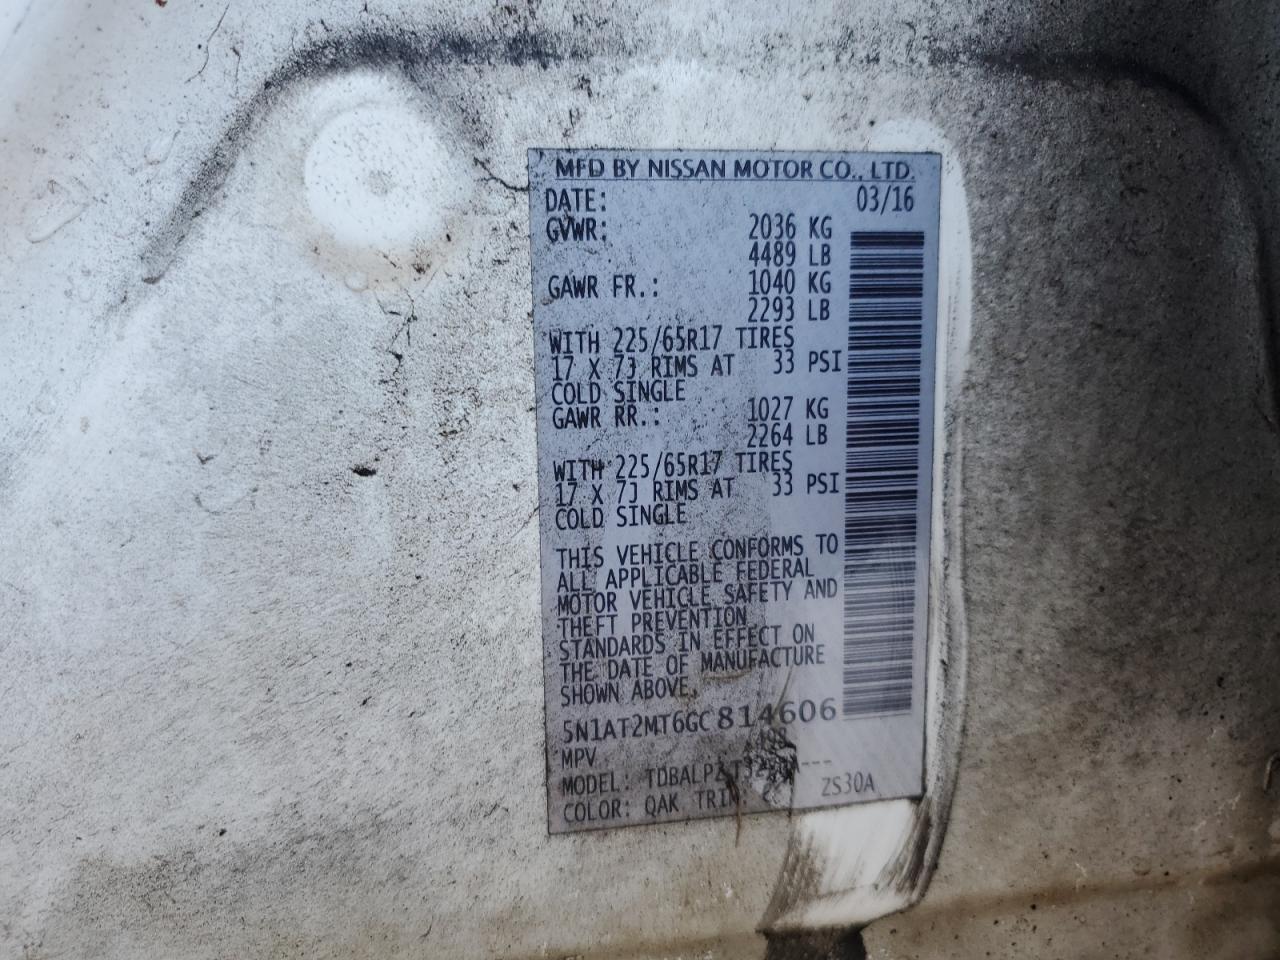 MFD BY NISSAN MOTOR CO., LTD.
DATE: 03/16
GVWR: 2036 KG
4489 LB
GAWR FR.: 1040 KG
2293 LB
WITH 225/65R17 TIRES
17 X 7J RIMS AT 33 PSI
COLD SINGLE
GAWR RR.: 1027 KG
2264 LB
WITH 225/65R17 TIRES
17 X 7J RIMS AT 33 PSI
COLD SINGLE
THIS VEHICLE CONFORMS TO
ALL APPLICABLE FEDERAL
MOTOR VEHICLE SAFETY AND
THEFT PREVENTION
STANDARDS IN EFFECT ON
THE DATE OF MANUFACTURE
SHOWN ABOVE.
5N1AT2MT6GC814606
MPV
MODEL:
COLOR: QAK TRIM: ZS30A